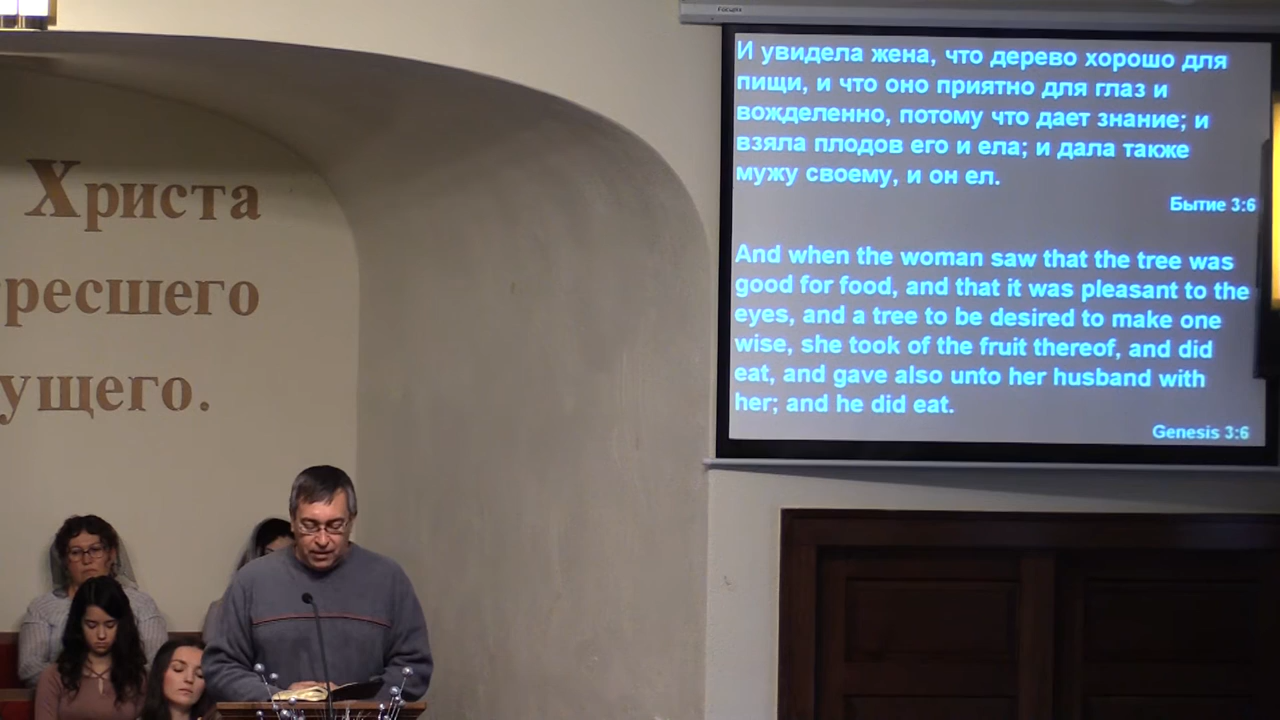 Христа
ресшего
ущего.
И увидела жена, что дерево хорошо для
пищи, и что оно приятно для глаз и
вожделенно, потому что дает знание; и
взяла плодов его и ела; и дала также
мужу своему, и он ел.
Бытие 3:6
And when the woman saw that the tree was
good for food, and that it was pleasant to the
eyes, and a tree to be desired to make one
wise, she took of the fruit thereof, and did
eat, and gave also unto her husband with
her; and he did eat.
Genesis 3:6